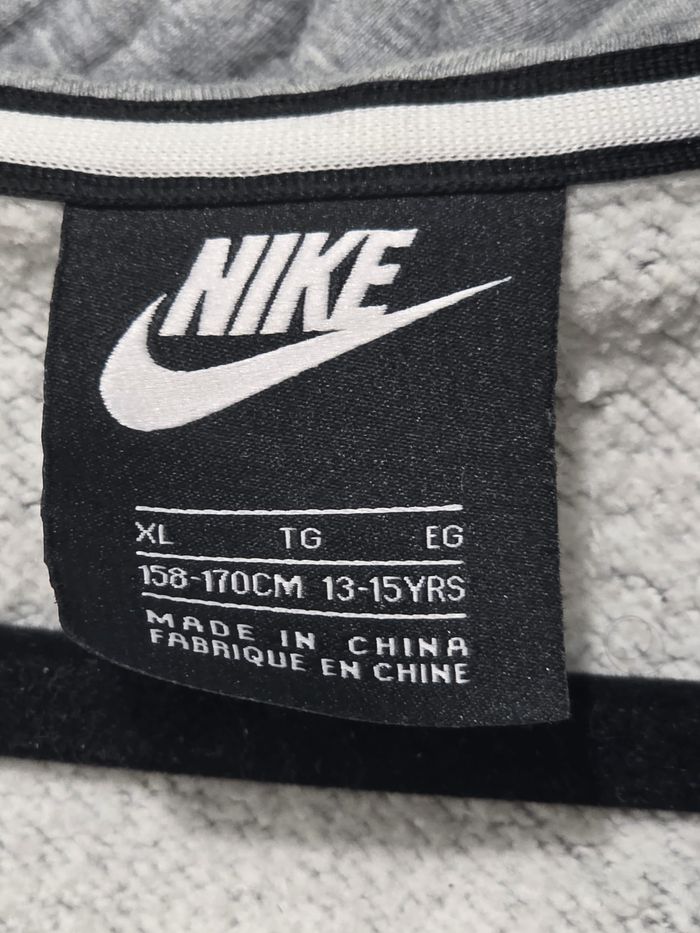 NIKE
XL TG EG
158-170CM 13-15YRS
MADE IN CHINA
FABRIQUE EN CHINE